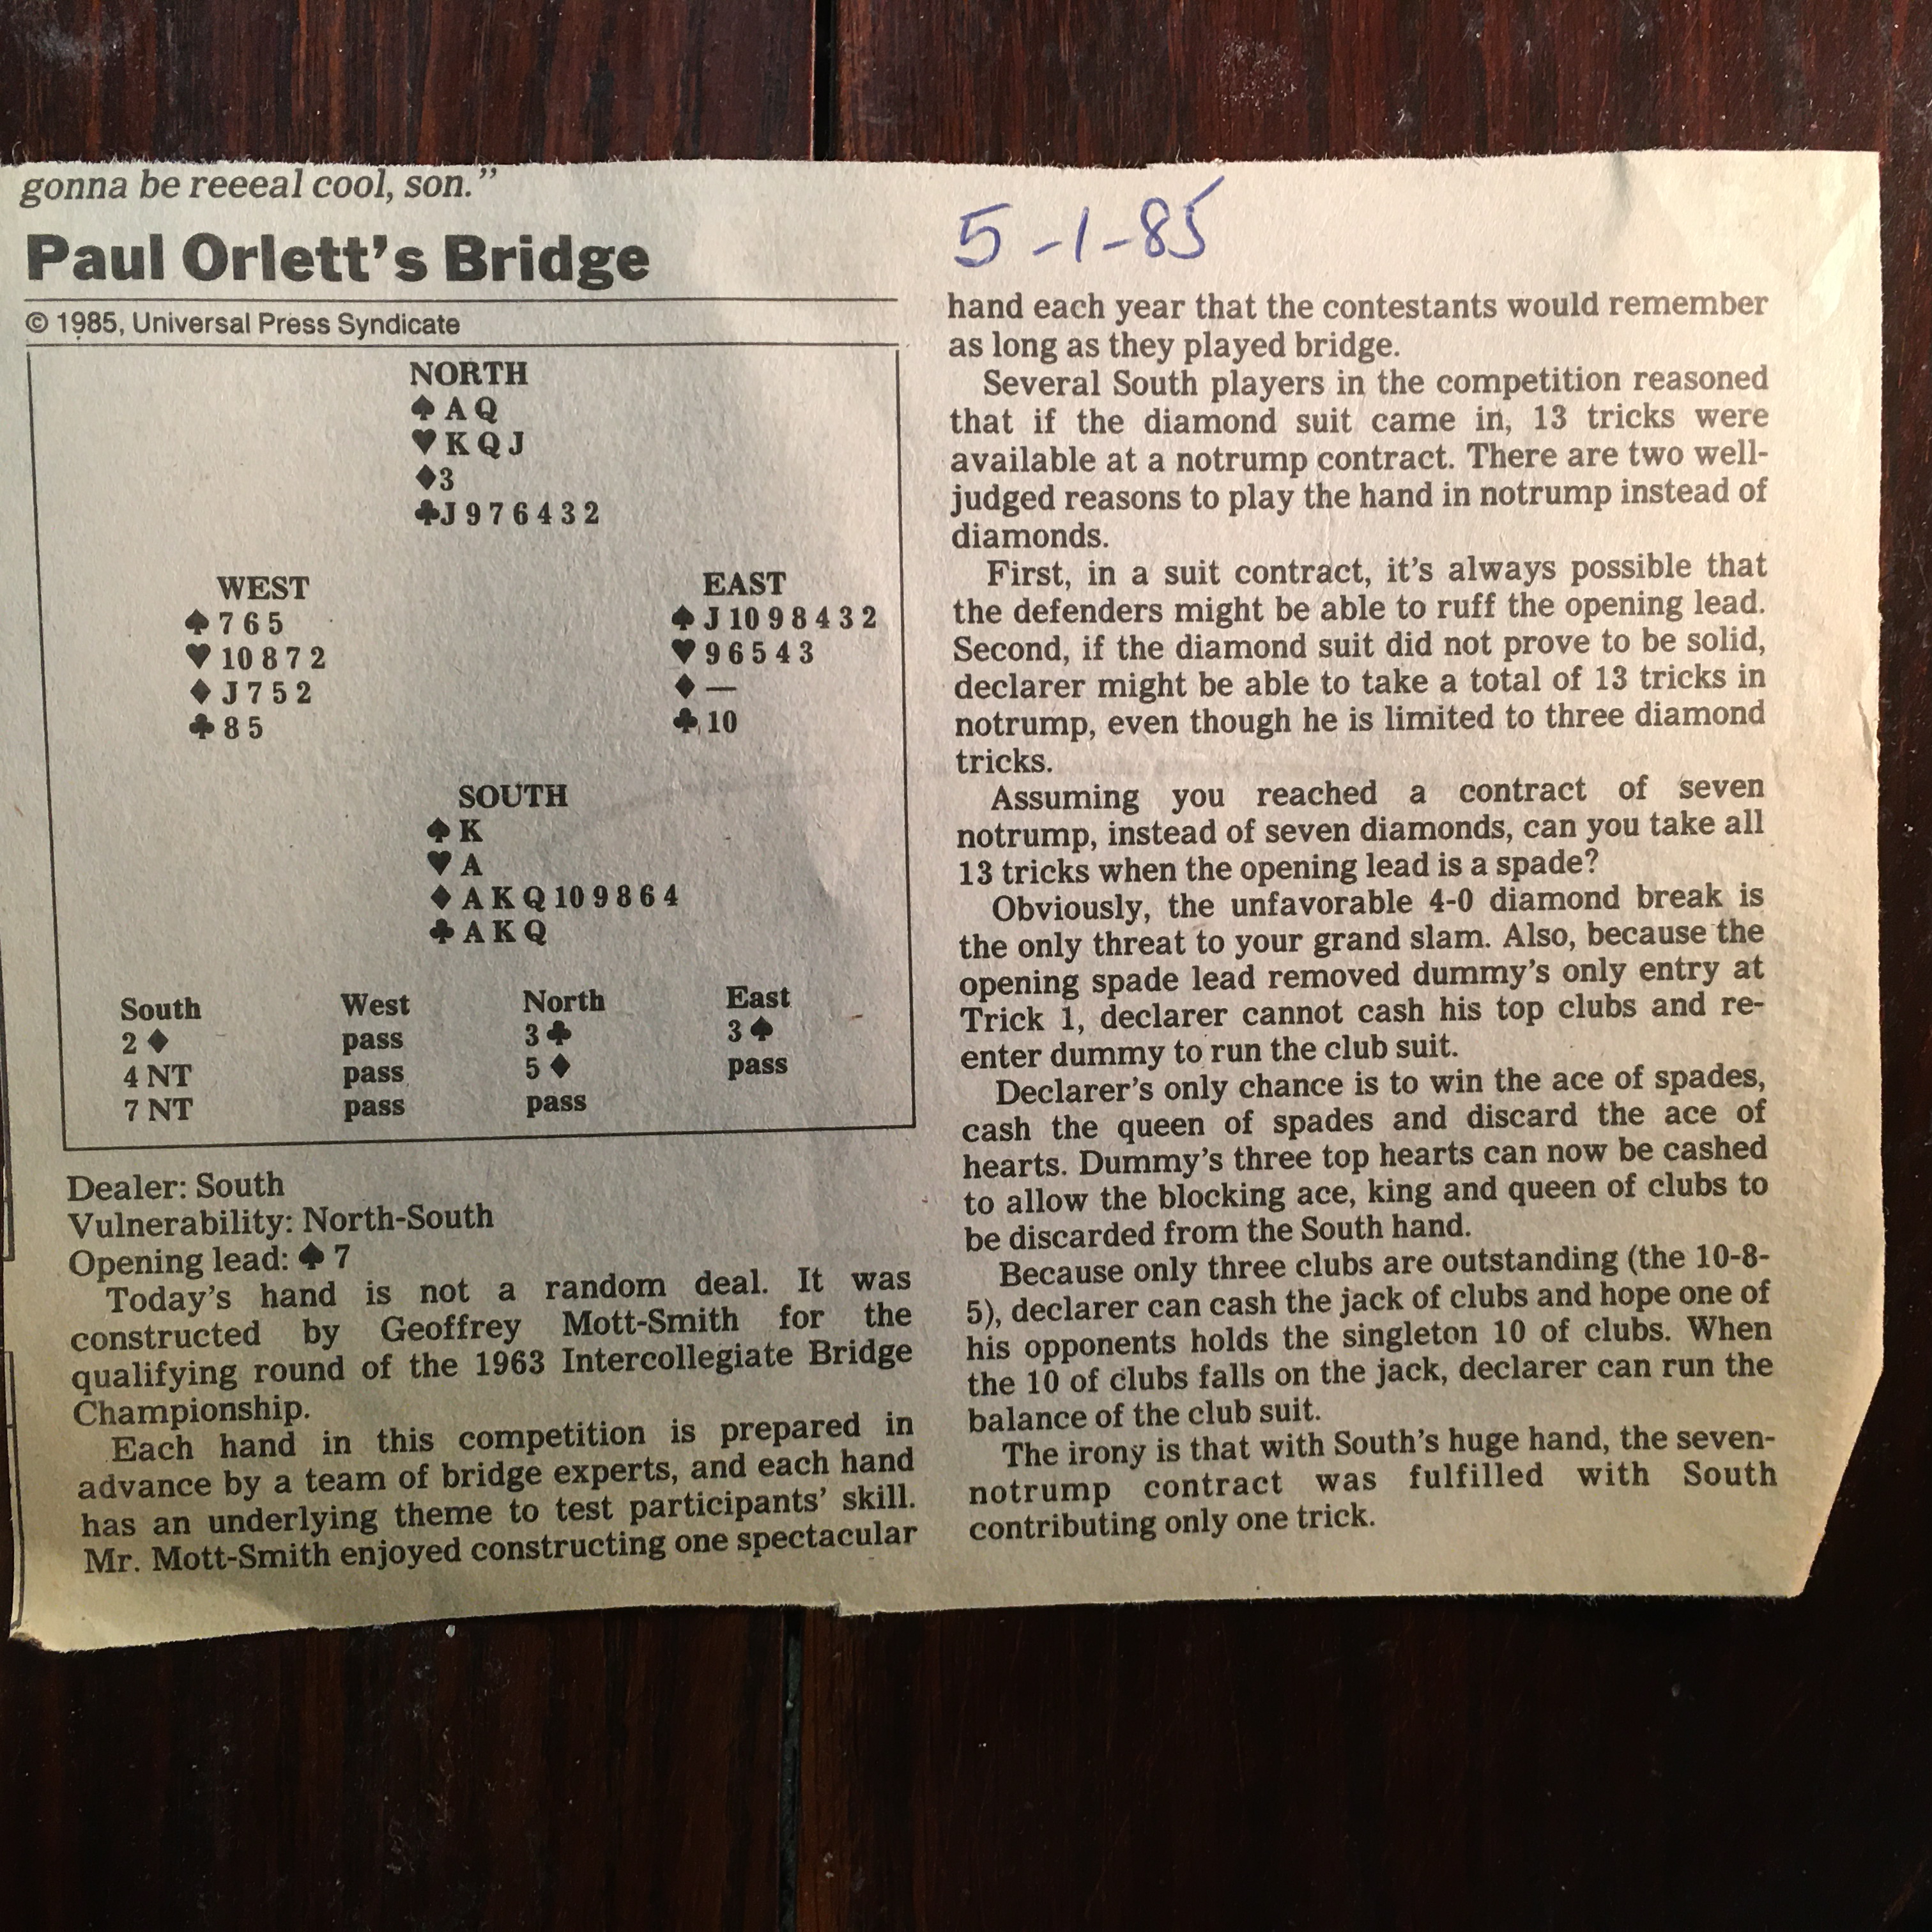 gonna be reeeal cool, son.”
Paul Orlett’s Bridge
© 1985, Universal Press Syndicate
NORTH
♠ A Q
♥ K Q J
♦ 3
♣ J 9 7 6 4 3 2
WEST
♠ 7 6 5
♥ 10 8 7 2
♦ J 7 5 2
♣ 8 5
EAST
♠ J 10 9 8 4 3 2
♥ 9 6 5 4 3
♦ —
♣ 10
SOUTH
♠ K
♥ A
♦ A K Q 10 9 8 6 4
♣ A K Q
South West North East
2 ♦ pass 3 ♣ 3 ♠
4 NT pass 5 ♦ pass
7 NT pass pass
Dealer: South
Vulnerability: North-South
Opening lead: ♠ 7
Today’s hand is not a random deal. It was
constructed by Geoffrey Mott-Smith for the
qualifying round of the 1963 Intercollegiate Bridge
Championship.
Each hand in this competition is prepared in
advance by a team of bridge experts, and each hand
has an underlying theme to test participants’ skill.
Mr. Mott-Smith enjoyed constructing one spectacular
5-1-85
hand each year that the contestants would remember
as long as they played bridge.
Several South players in the competition reasoned
that if the diamond suit came in, 13 tricks were
available at a notrump contract. There are two well-
judged reasons to play the hand in notrump instead of
diamonds.
First, in a suit contract, it’s always possible that
the defenders might be able to ruff the opening lead.
Second, if the diamond suit did not prove to be solid,
declarer might be able to take a total of 13 tricks in
notrump, even though he is limited to three diamond
tricks.
Assuming you reached a contract of seven
notrump, instead of seven diamonds, can you take all
13 tricks when the opening lead is a spade?
Obviously, the unfavorable 4-0 diamond break is
the only threat to your grand slam. Also, because the
opening spade lead removed dummy’s only entry at
Trick 1, declarer cannot cash his top clubs and re-
enter dummy to run the club suit.
Declarer’s only chance is to win the ace of spades,
cash the queen of spades and discard the ace of
hearts. Dummy’s three top hearts can now be cashed
to allow the blocking ace, king and queen of clubs to
be discarded from the South hand.
Because only three clubs are outstanding (the 10-8-
5), declarer can cash the jack of clubs and hope one of
his opponents holds the singleton 10 of clubs. When
the 10 of clubs falls on the jack, declarer can run the
balance of the club suit.
The irony is that with South’s huge hand, the seven-
notrump contract was fulfilled with South
contributing only one trick.